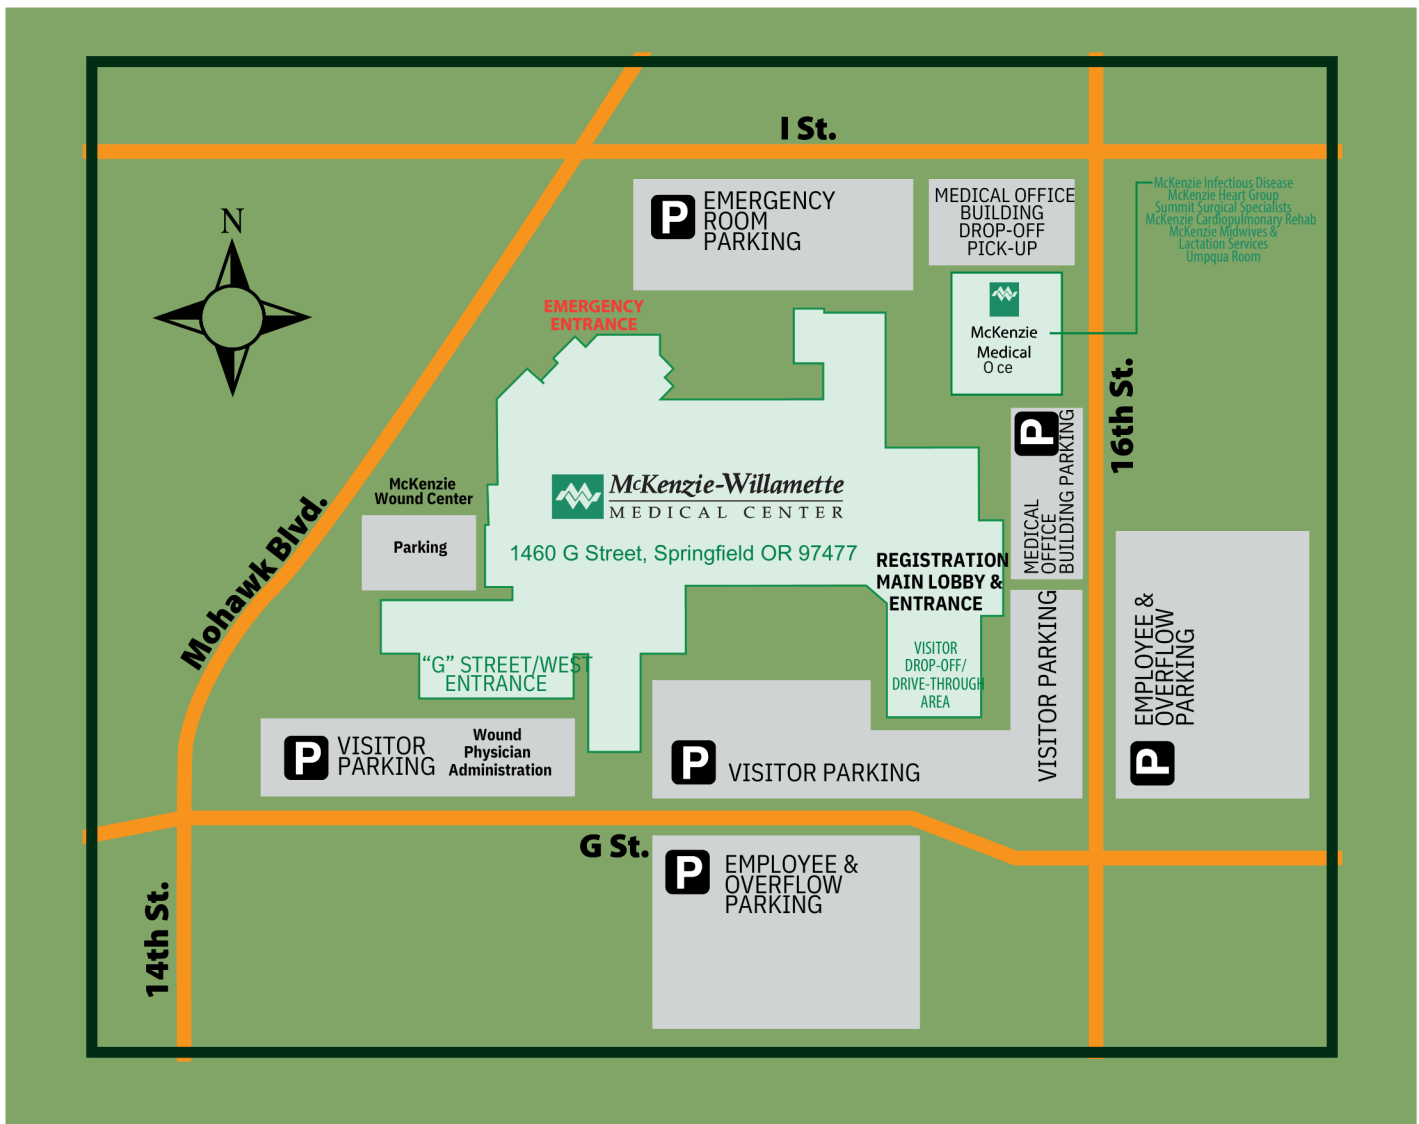 I St.
N
P
EMERGENCY
ROOM
PARKING
MEDICAL OFFICE
BUILDING
DROP-OFF
PICK-UP
McKenzie Infectious Disease
McKenzie Heart Group
Summit Surgical Specialists
McKenzie Cardiopulmonary Rehab
McKenzie Midwives &
Lactation Services
Umpqua Room
EMERGENCY
ENTRANCE
McKenzie
Medical
O ce
16th St.
P
MEDICAL
OFFICE
BUILDING PARKING
McKenzie
Wound Center
Parking
Mohawk Blvd.
McKenzie-Willamette
MEDICAL CENTER
1460 G Street, Springfield OR 97477
REGISTRATION
MAIN LOBBY &
ENTRANCE
VISITOR
DROP-OFF/
DRIVE-THROUGH
AREA
“G” STREET/WEST
ENTRANCE
P
VISITOR
PARKING
Wound
Physician
Administration
P
VISITOR PARKING
VISITOR PARKING
EMPLOYEE &
OVERFLOW
PARKING
P
G St.
P
EMPLOYEE &
OVERFLOW
PARKING
14th St.